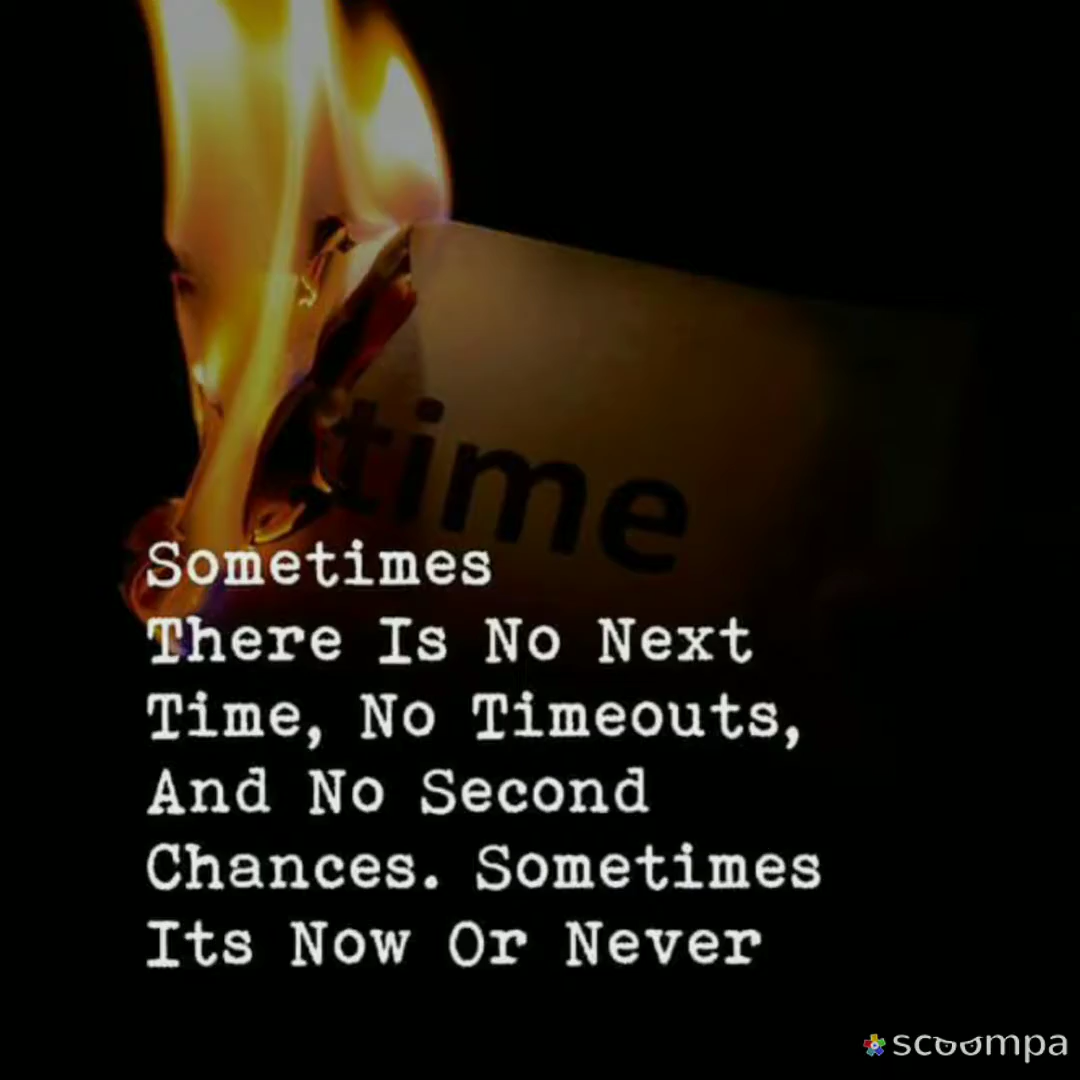 time
Sometimes
There Is No Next
Time, No Timeouts,
And No Second
Chances. Sometimes
Its Now Or Never
scoompa